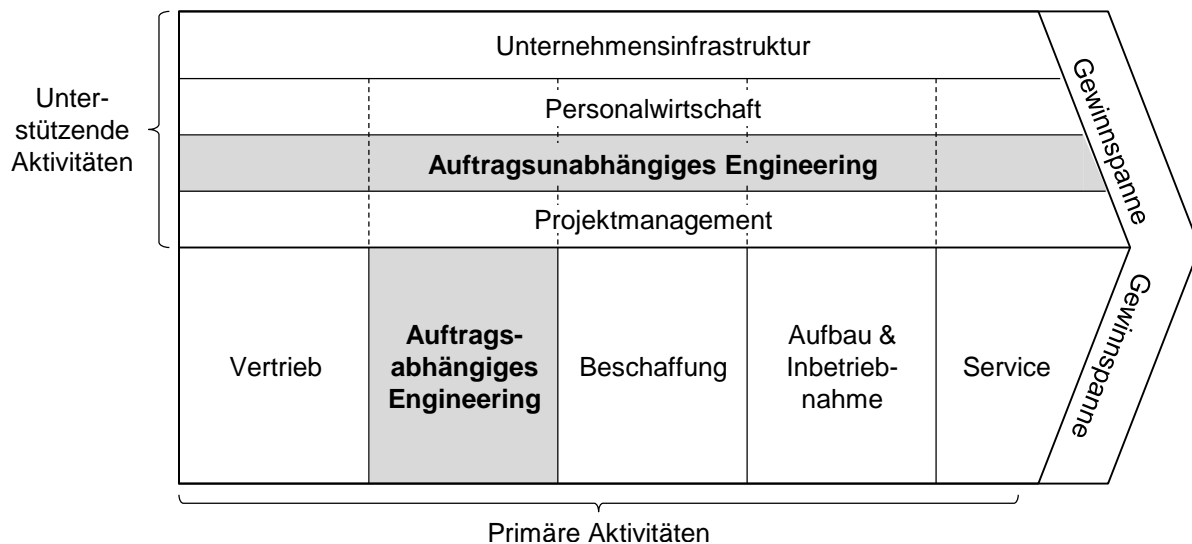 Unternehmensinfrastruktur
Unter-
stützende
Aktivitäten
Personalwirtschaft
Auftragsunabhängiges Engineering
Projektmanagement
Gewinnspanne
Vertrieb
Auftrags-
abhängiges
Engineering
Beschaffung
Aufbau &
Inbetrieb-
nahme
Service
Gewinnspanne
Primäre Aktivitäten